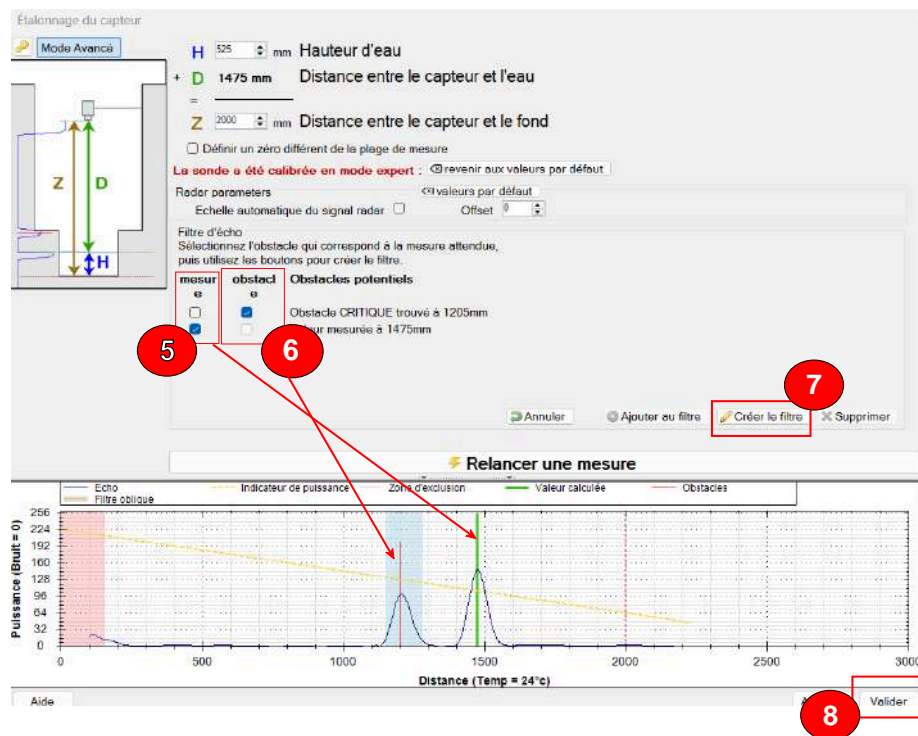 Étalonnage du capteur
Mode Avancé
H 525 mm Hauteur d'eau
+ D 1475 mm Distance entre le capteur et l'eau
=
Z 2000 mm Distance entre le capteur et le fond
Définir un zéro différent de la plage de mesure
La sonde a été calibrée en mode expert : revenir aux valeurs par défaut
Radar parameters valeurs par défaut
Echelle automatique du signal radar Offset 0
Z D
H
Filtre d'écho
Sélectionnez l'obstacle qui correspond à la mesure attendue,
puis utilisez les boutons pour créer le filtre.
mesur obstacl Obstacles potentiels
e e
Obstacle CRITIQUE trouvé à 1205mm
mesurée à 1475mm
5 6
7
Annuler Ajouter au filtre Créer le filtre Supprimer
Relancer une mesure
Echo Indicateur de puissance Zone d'exclusion Valeur calculée Obstacles
Filtre oblique
Puissance (Bruit = 0)
256
224
192
160
128
96
64
32
0
0 500 1000 1500 2000 2500 3000
Distance (Temp = 24°c)
Aide Valider
8